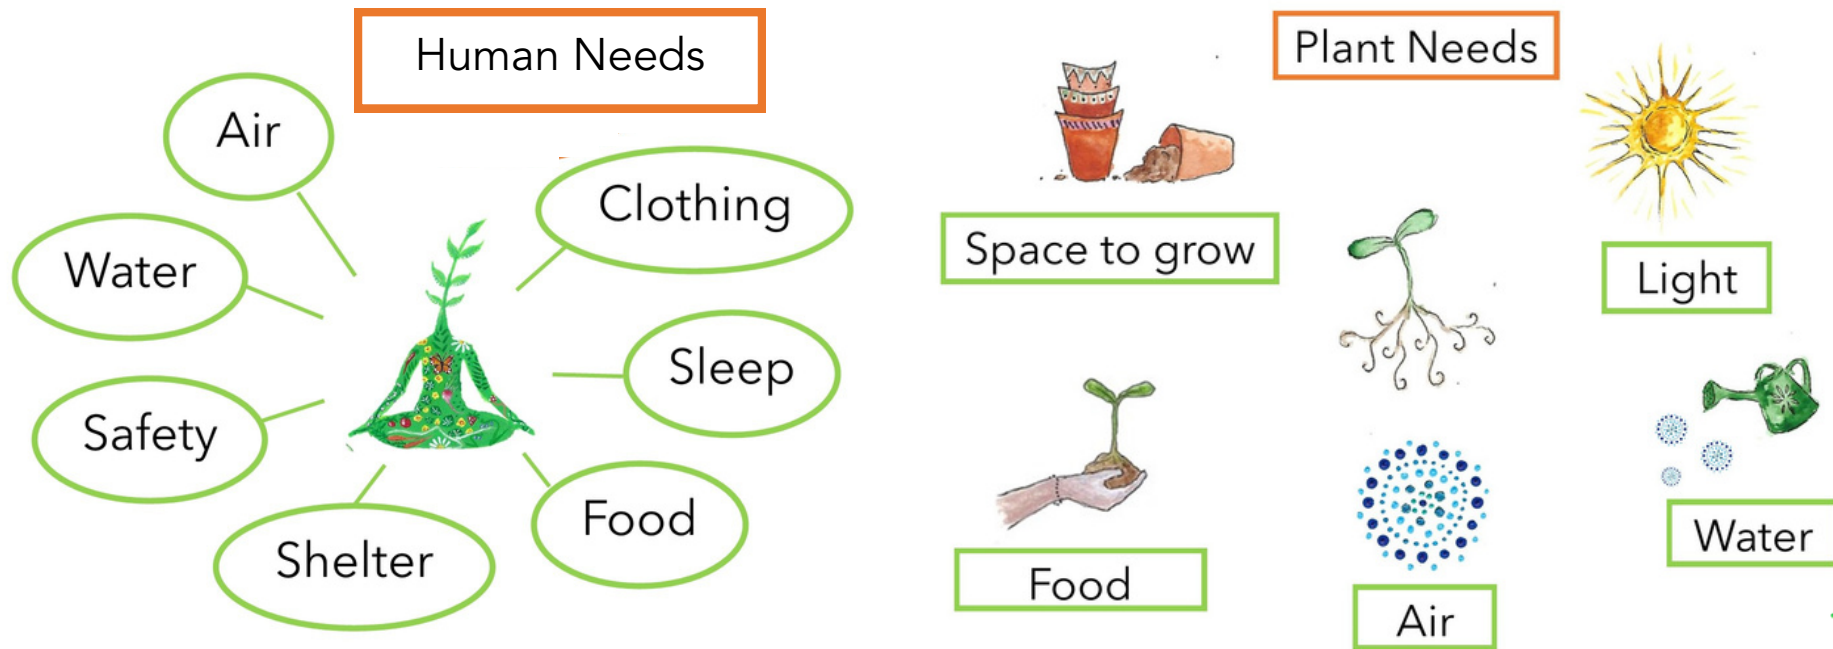 Human Needs
Air
Clothing
Water
Sleep
Safety
Food
Shelter
Plant Needs
Space to grow
Light
Food
Water
Air